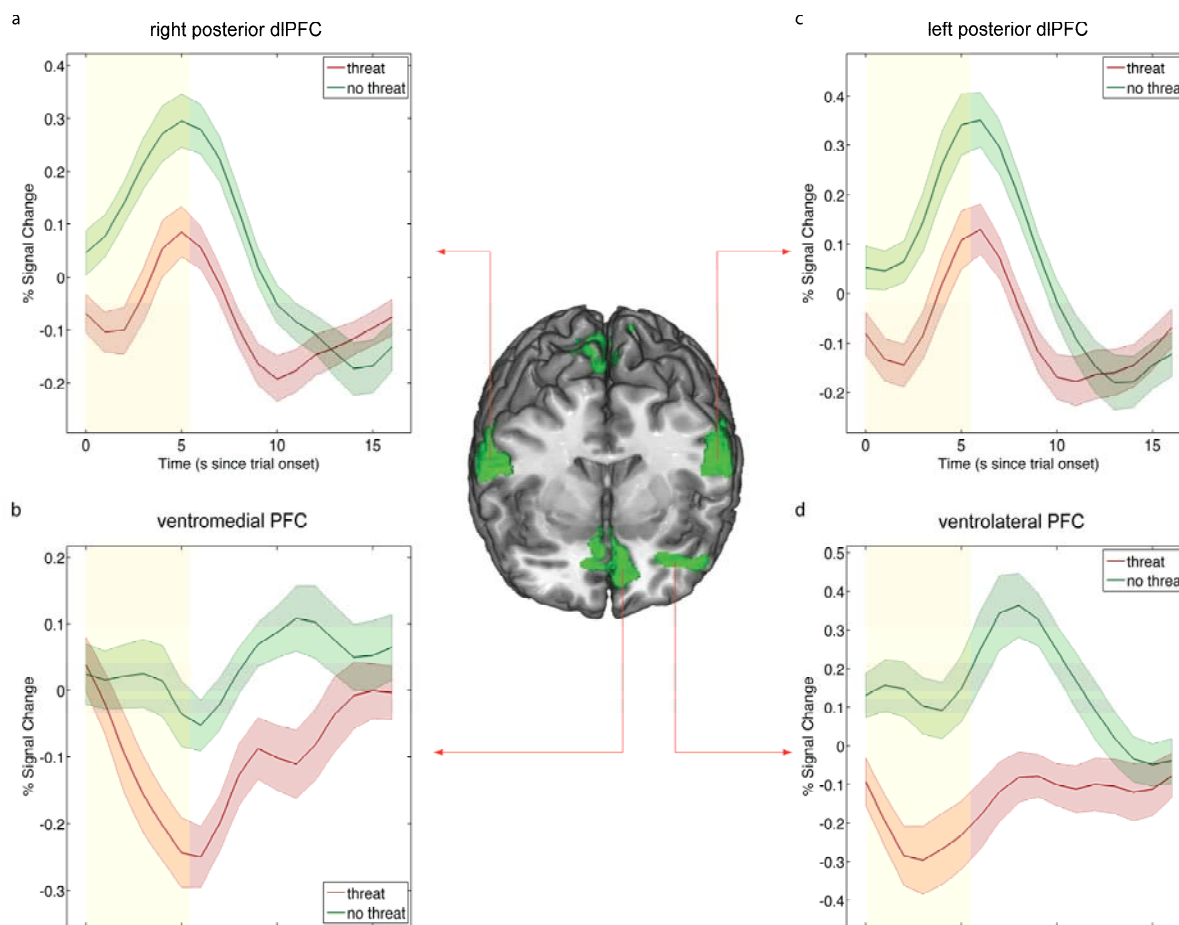 a
right posterior dlPFC
threat
no threat
0.4
0.3
0.2
0.1
0
-0.1
-0.2
% Signal Change
0
5
10
15
Time (s since trial onset)
c
left posterior dlPFC
threat
no threat
0.4
0.3
0.2
0.1
0
-0.1
-0.2
% Signal Change
0
5
10
15
Time (s since trial onset)
b
ventromedial PFC
0.2
0.1
0
-0.1
-0.2
-0.3
% Signal Change
threat
no threat
d
ventrolateral PFC
threat
no threat
0.5
0.4
0.3
0.2
0.1
0
-0.1
-0.2
-0.3
-0.4
% Signal Change